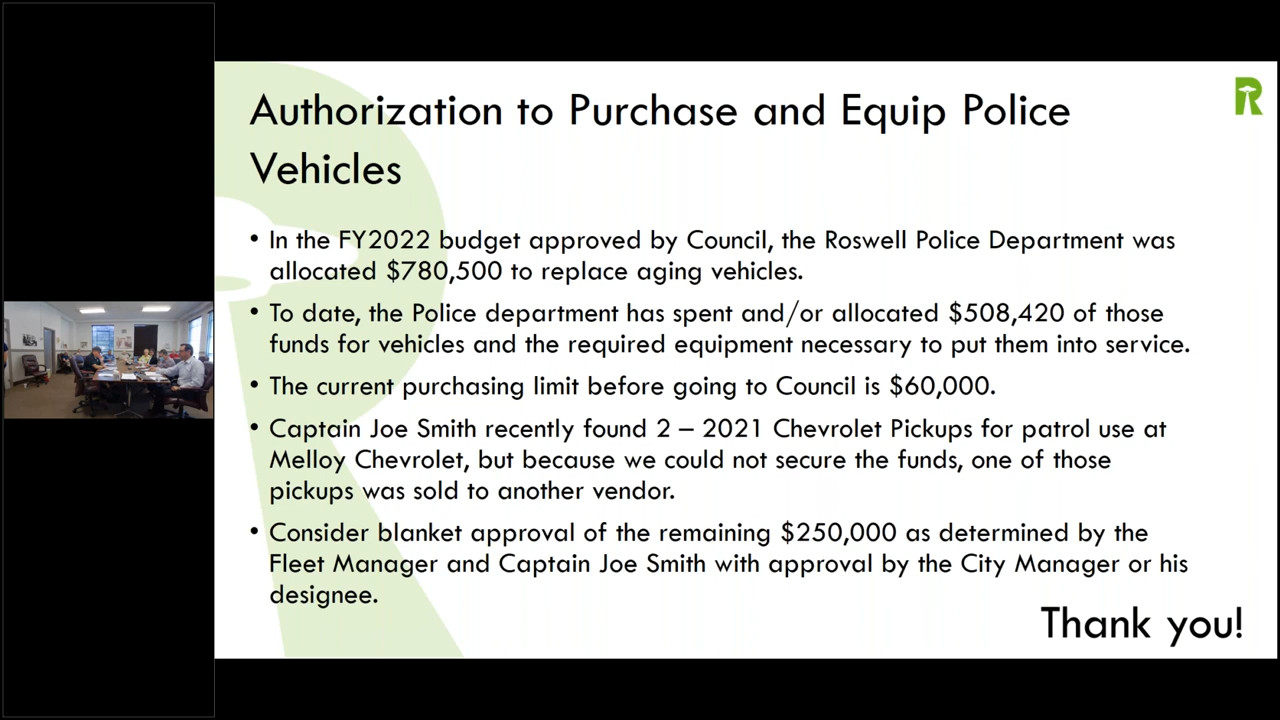 R
Authorization to Purchase and Equip Police
Vehicles
• In the FY2022 budget approved by Council, the Roswell Police Department was
allocated $780,500 to replace aging vehicles.
• To date, the Police department has spent and/or allocated $508,420 of those
funds for vehicles and the required equipment necessary to put them into service.
• The current purchasing limit before going to Council is $60,000.
• Captain Joe Smith recently found 2 – 2021 Chevrolet Pickups for patrol use at
Melloy Chevrolet, but because we could not secure the funds, one of those
pickups was sold to another vendor.
• Consider blanket approval of the remaining $250,000 as determined by the
Fleet Manager and Captain Joe Smith with approval by the City Manager or his
designee.
Thank you!